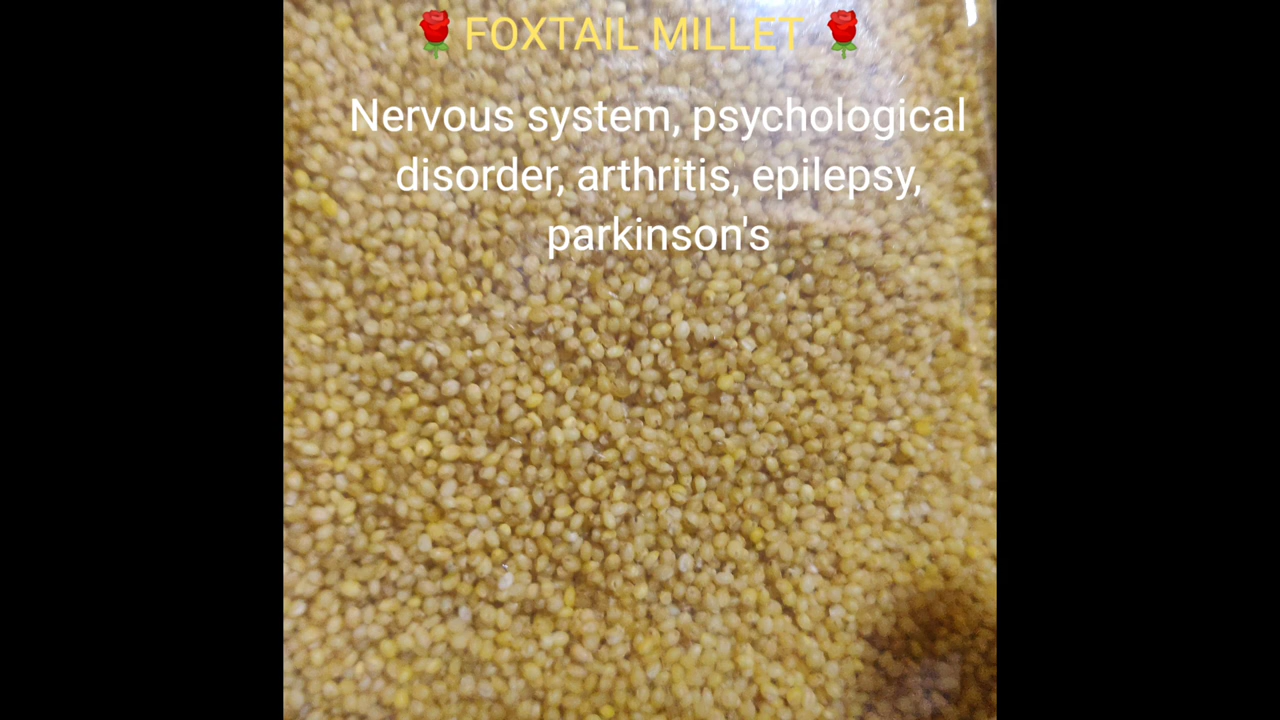 🌹FOXTAIL MILLET 🌹
Nervous system, psychological
disorder, arthritis, epilepsy,
parkinson's